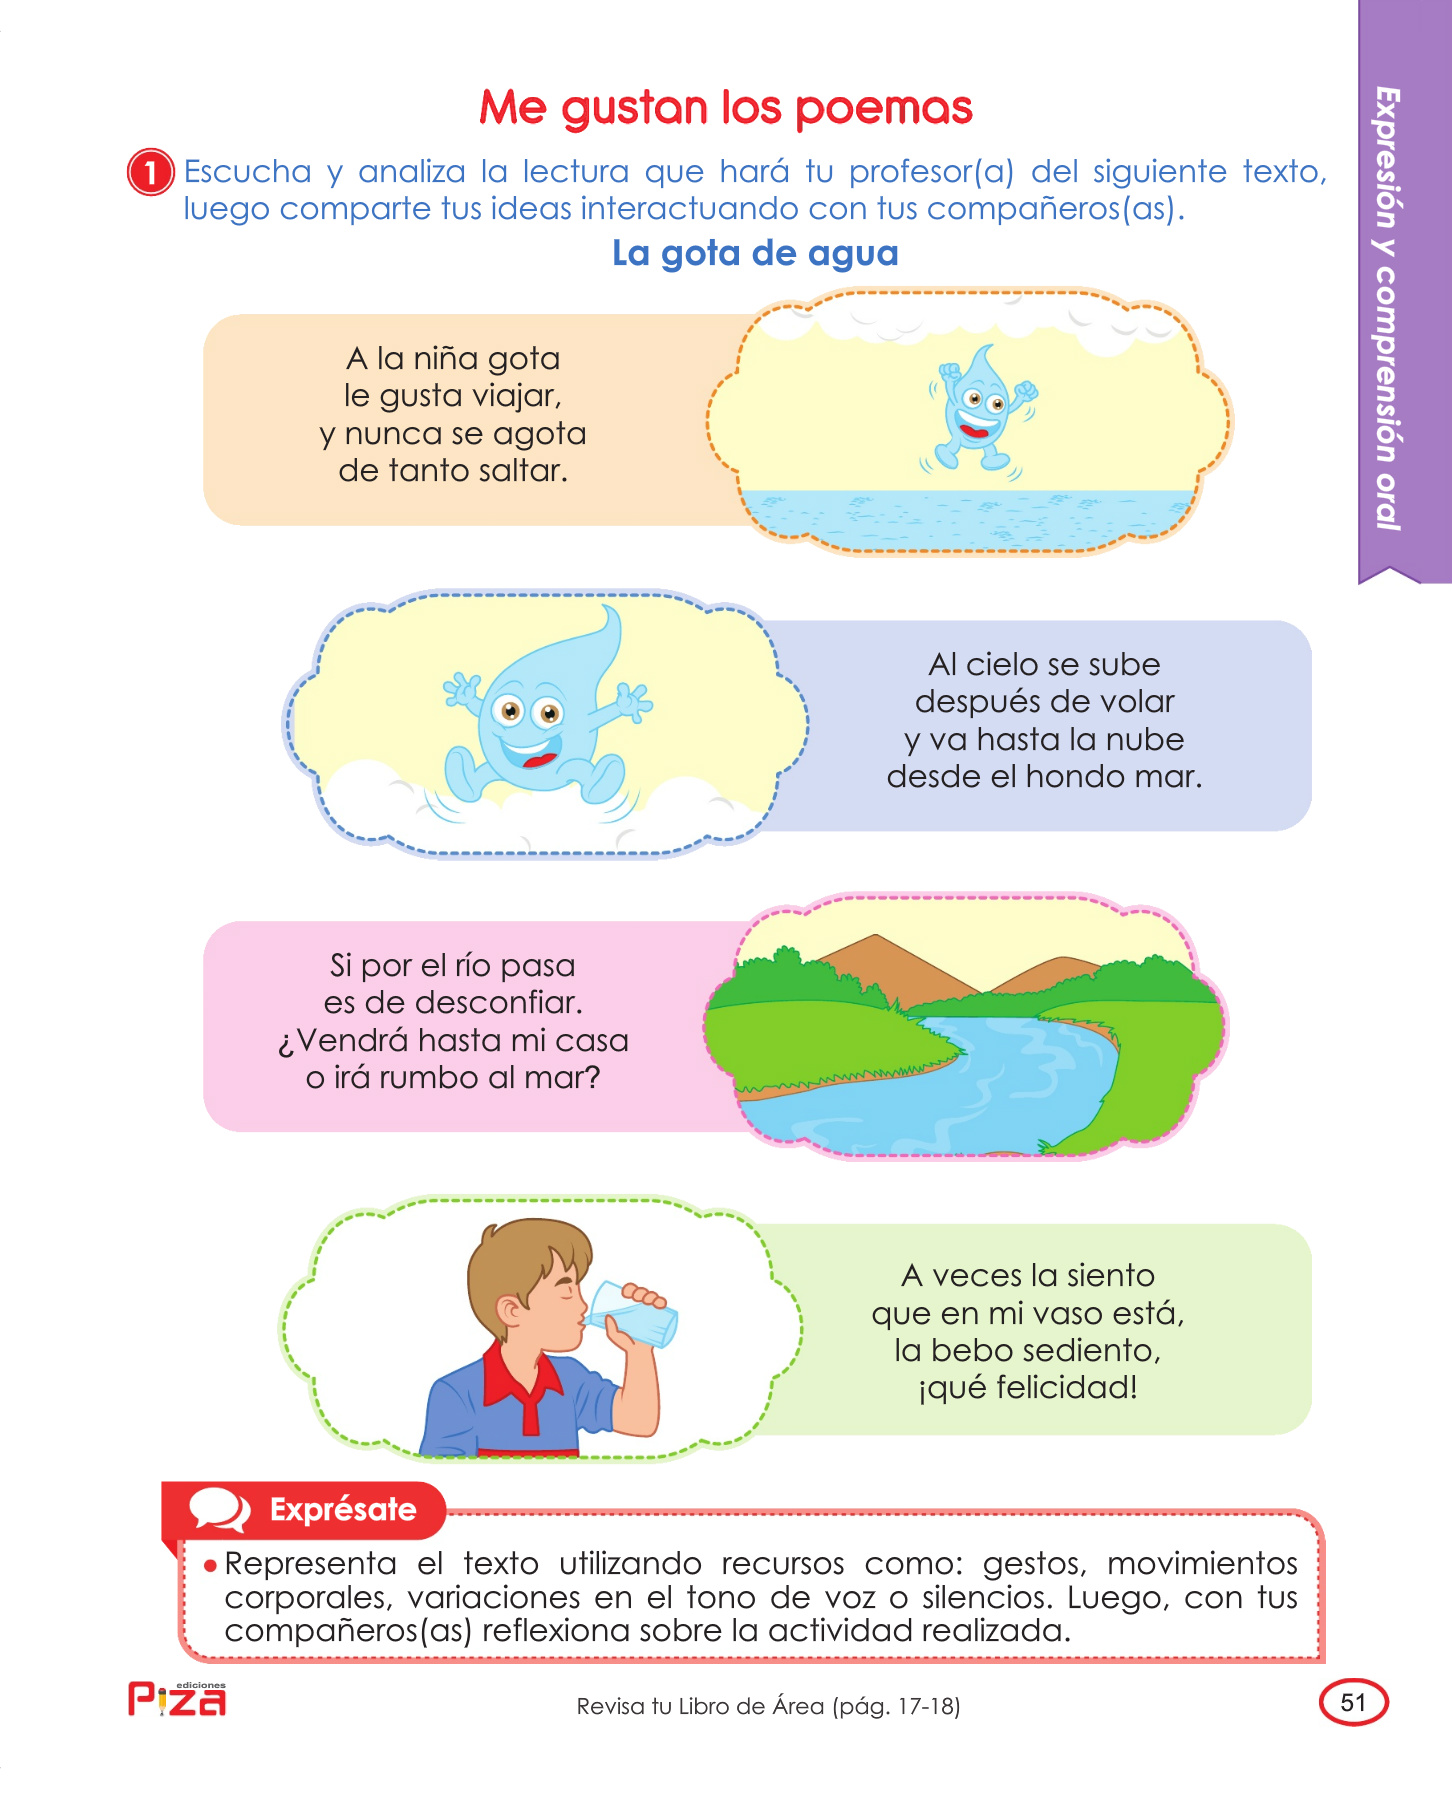 Me gustan los poemas
Expresión y comprensión oral
1 Escucha y analiza la lectura que hará tu profesor(a) del siguiente texto,
luego comparte tus ideas interactuando con tus compañeros(as).
La gota de agua
A la niña gota
le gusta viajar,
y nunca se agota
de tanto saltar.
Al cielo se sube
después de volar
y va hasta la nube
desde el hondo mar.
Si por el río pasa
es de desconfiar.
¿Vendrá hasta mi casa
o irá rumbo al mar?
A veces la siento
que en mi vaso está,
la bebo sediento,
¡qué felicidad!
Exprésate
• Representa el texto utilizando recursos como: gestos, movimientos
corporales, variaciones en el tono de voz o silencios. Luego, con tus
compañeros(as) reflexiona sobre la actividad realizada.
ediciones
PiZa
Revisa tu Libro de Área (pág. 17-18)
51